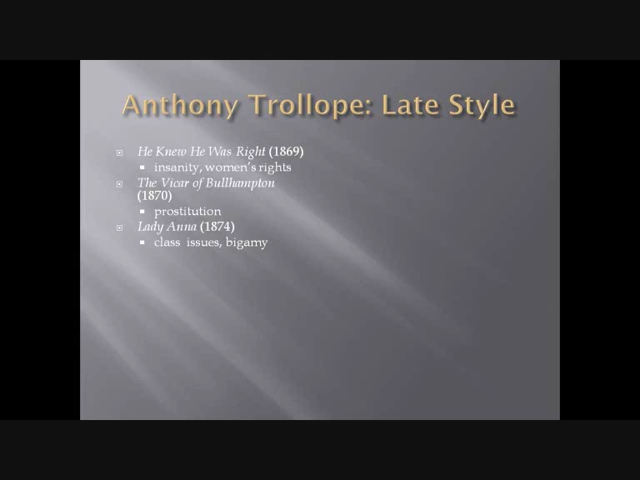 Anthony Trollope: Late Style
He Knew He Was Right (1869)
insanity, women's rights
The Vicar of Bullhampton
(1870)
prostitution
Lady Anna (1874)
class issues, bigamy